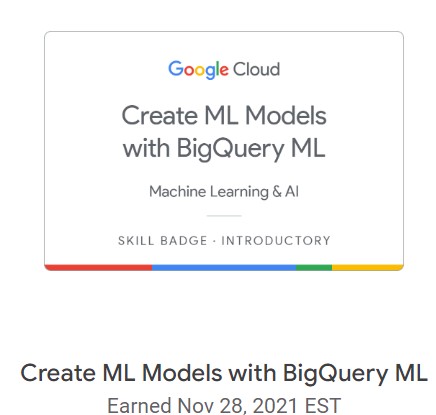 Google Cloud
Create ML Models
with BigQuery ML
Machine Learning & AI
SKILL BADGE · INTRODUCTORY
Create ML Models with BigQuery ML
Earned Nov 28, 2021 EST